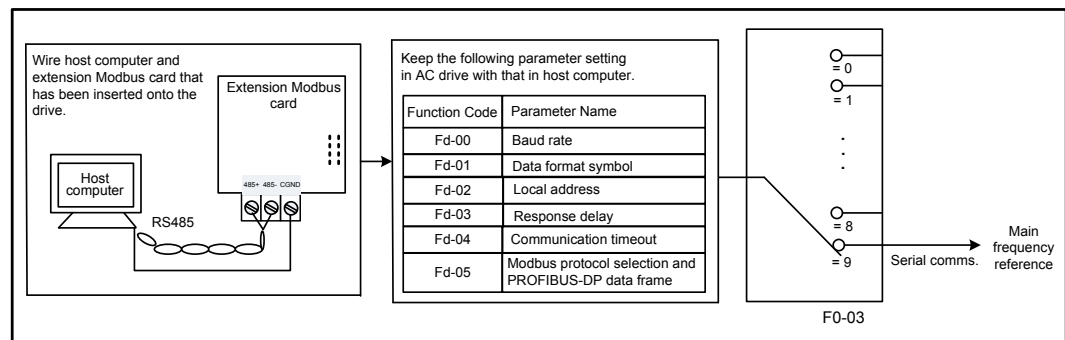 Wire host computer and
extension Modbus card that
has been inserted onto the
drive.
Extension Modbus
card
485+ 485- CGND
Host
computer
RS485
Keep the following parameter setting
in AC drive with that in host computer.
Function Code Parameter Name
Fd-00 Baud rate
Fd-01 Data format symbol
Fd-02 Local address
Fd-03 Response delay
Fd-04 Communication timeout
Fd-05 Modbus protocol selection and
PROFIBUS-DP data frame
= 0
= 1
= 8
= 9
F0-03
Serial comms.
Main
frequency
reference